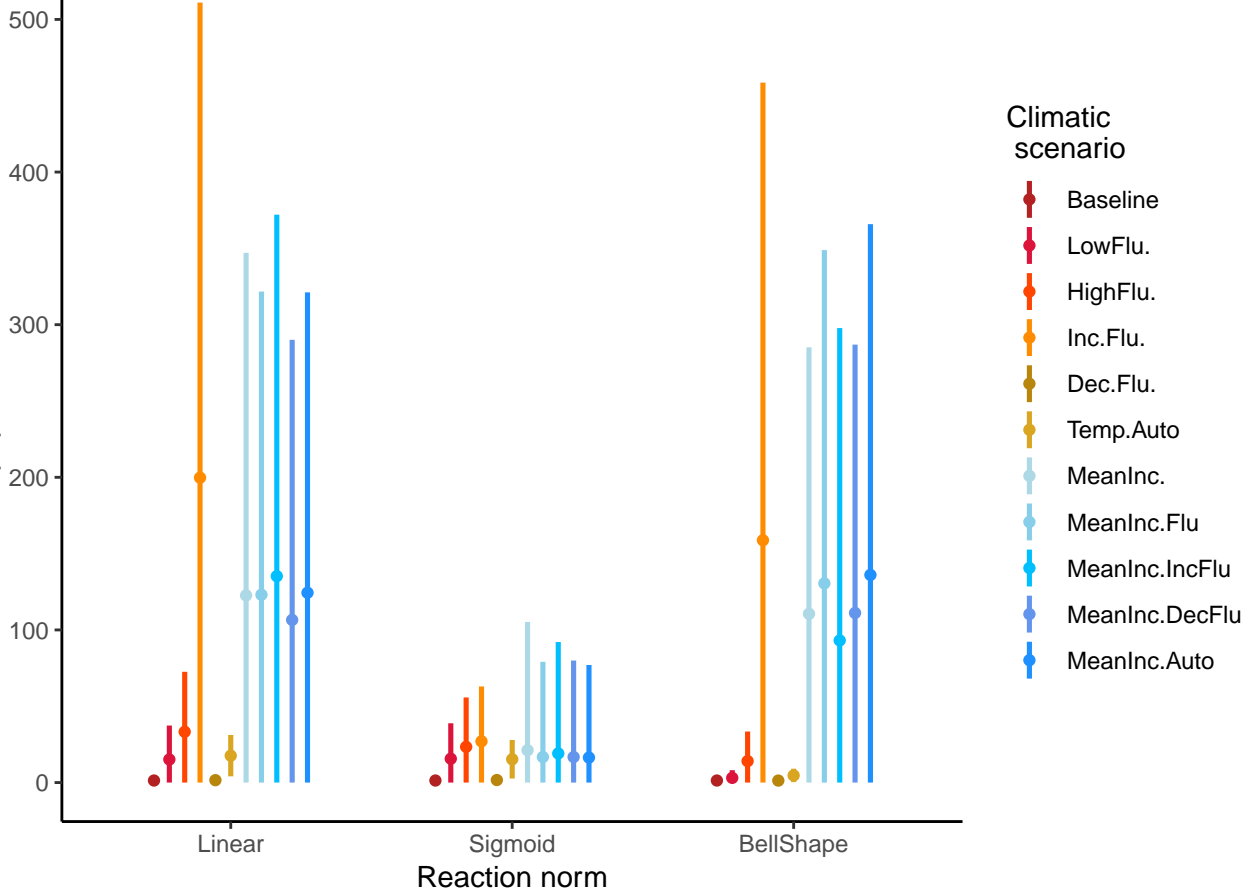 500
400
300
200
100
0
Linear
Sigmoid
BellShape
Reaction norm
Climatic
scenario
Baseline
LowFlu.
HighFlu.
Inc.Flu.
Dec.Flu.
Temp.Auto
MeanInc.
MeanInc.Flu
MeanInc.IncFlu
MeanInc.DecFlu
MeanInc.Auto